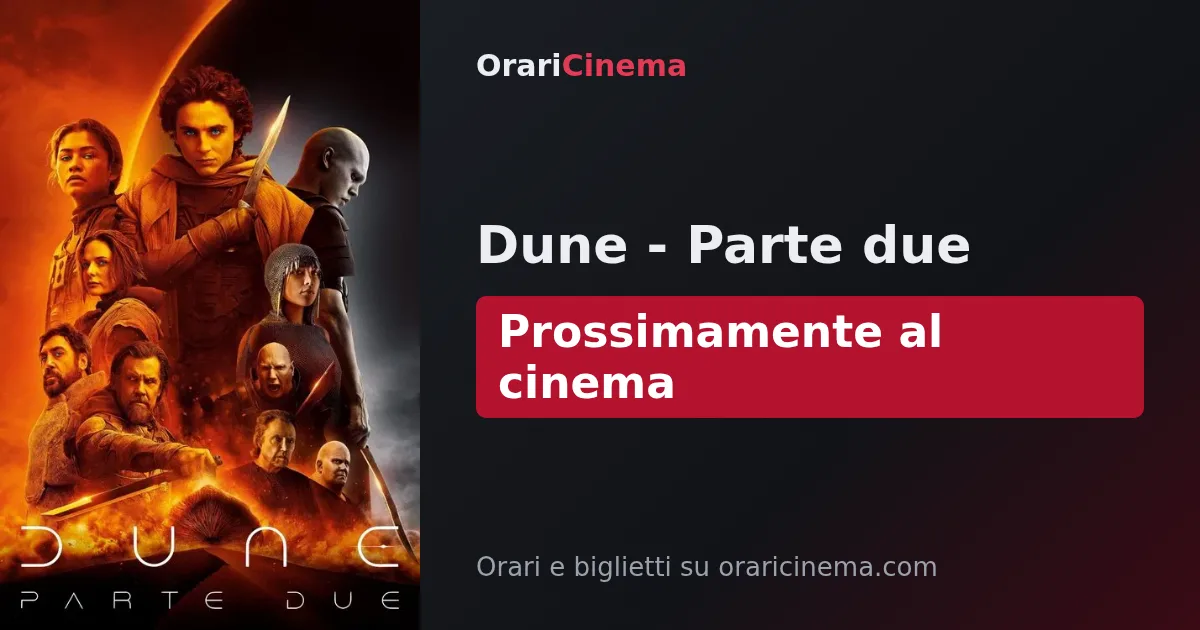 OrariCinema
Dune - Parte due
Prossimamente al
cinema
Orari e biglietti su oraricinema.com
DUNE
PARTE DUE